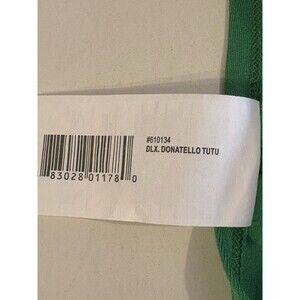 #610134
DLX. DONATELLO TUTU
83028 01178 0